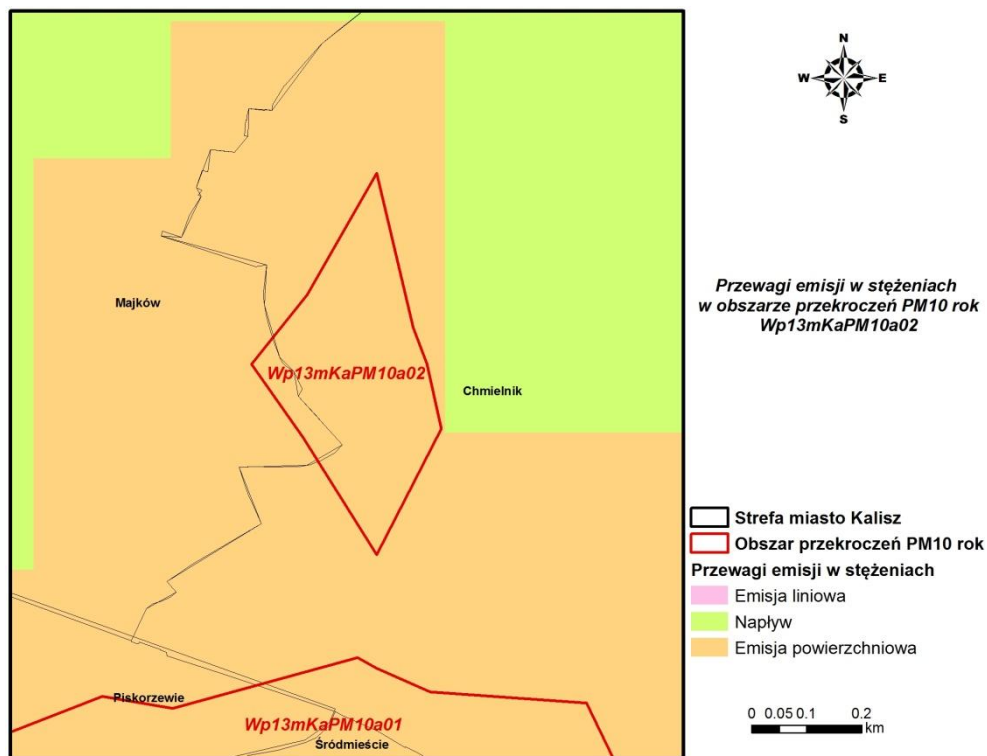 N
W E
S
Majków
Wp13mKaPM10a02
Chmielnik
Piskorzewie
Wp13mKaPM10a01
Śródmieście
Przewagi emisji w stężeniach
w obszarze przekroczeń PM10 rok
Wp13mKaPM10a02
Strefa miasto Kalisz
Obszar przekroczeń PM10 rok
Przewagi emisji w stężeniach
Emisja liniowa
Napływ
Emisja powierzchniowa
0 0.05 0.1 0.2
km